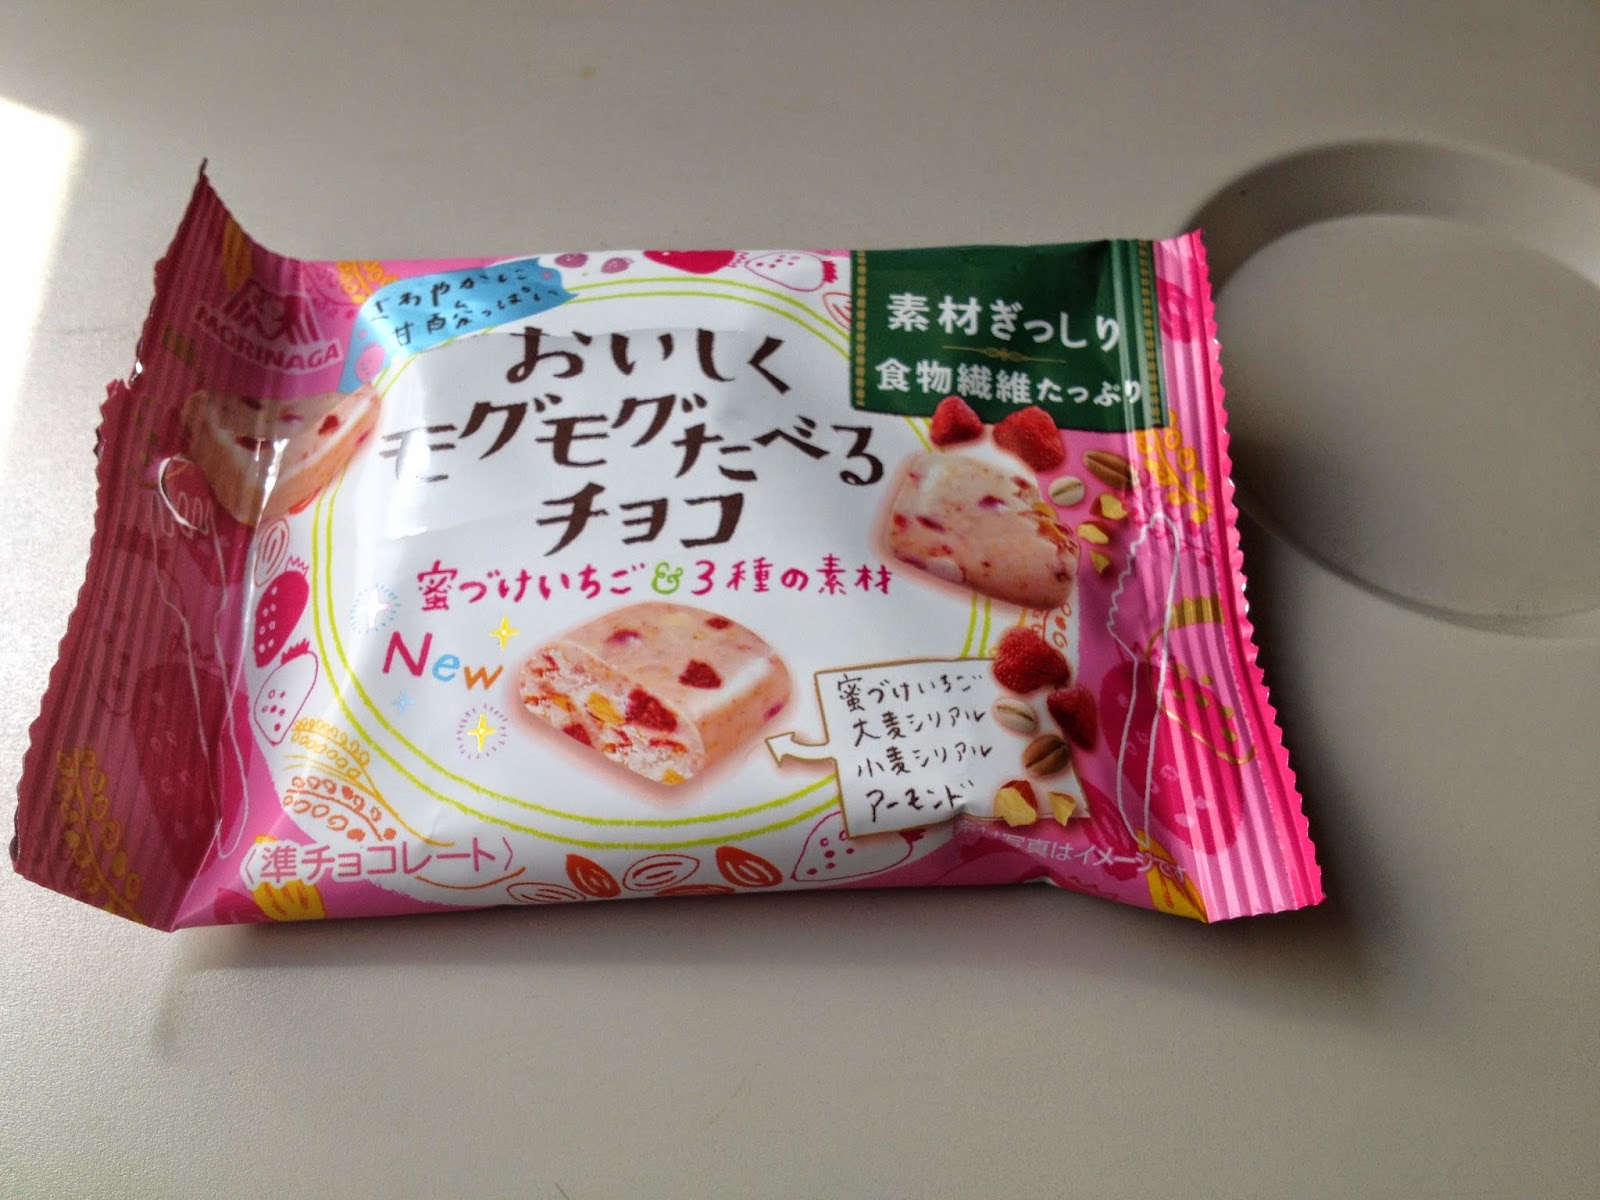 MORINAGA
さわやかに
甘酸っぱい
素材ぎっしり
食物繊維たっぷり
おいしく
モグモグたべる
チョコ
蜜づけいちご&3種の素材
New
蜜づけいちご
大麦シリアル
小麦シリアル
アーモンド
〈準チョコレート〉
写真はイメージです